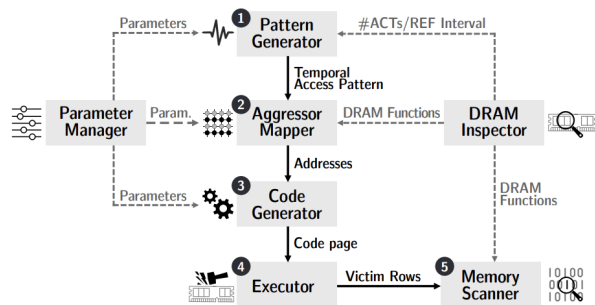 Parameters
1
Pattern
Generator
#ACTs/REF Interval
Temporal
Access Pattern
Parameter
Manager
Param.
2
Aggressor
Mapper
DRAM Functions
DRAM
Inspector
Addresses
Parameters
3
Code
Generator
DRAM
Functions
Code page
4
Executor
Victim Rows
5
Memory
Scanner
10100